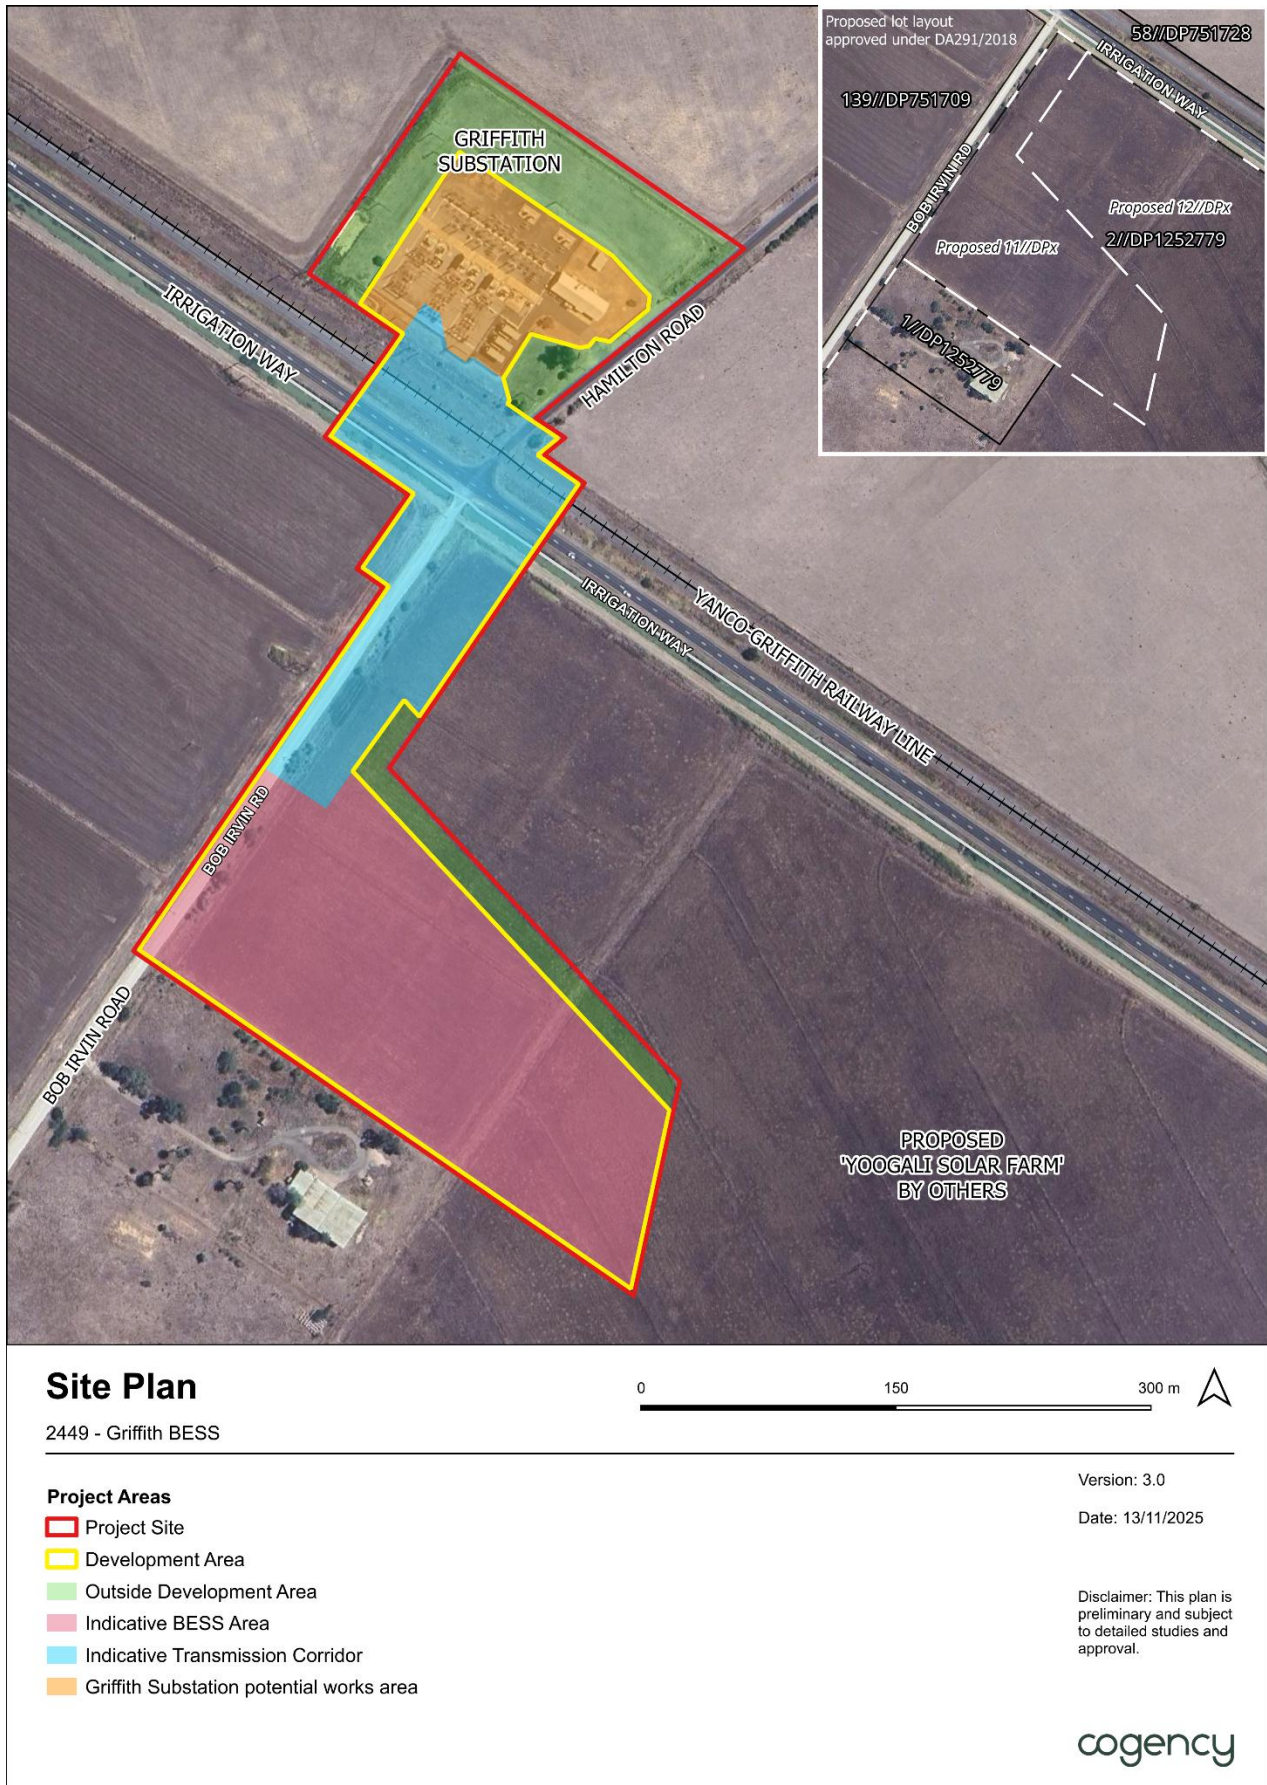 Proposed lot layout
approved under DA291/2018
58//DP751728
IRRIGATION WAY
139//DP751709
BOB IRVIN RD
Proposed 12//DPx
2//DP1252779
Proposed 11//DPx
1//DP1252779
GRIFFITH
SUBSTATION
IRRIGATION WAY
HAMILTON ROAD
IRRIGATION WAY
YANCO-GRIFFITH RAILWAY LINE
BOB IRVIN RD
BOB IRVIN ROAD
PROPOSED
'YOOGALI SOLAR FARM'
BY OTHERS
Site Plan
2449 - Griffith BESS
0 150 300 m
Project Areas
Project Site
Development Area
Outside Development Area
Indicative BESS Area
Indicative Transmission Corridor
Griffith Substation potential works area
Version: 3.0
Date: 13/11/2025
Disclaimer: This plan is
preliminary and subject
to detailed studies and
approval.
cogency